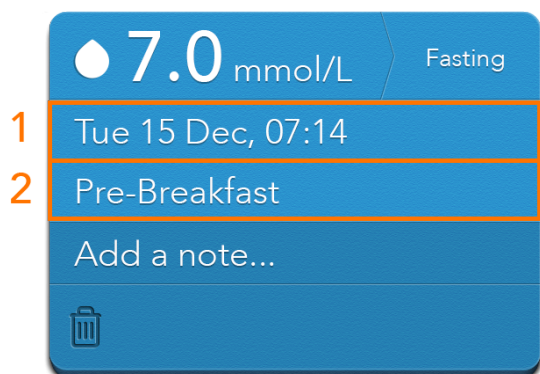 7.0 mmol/L Fasting
1 Tue 15 Dec, 07:14
2 Pre-Breakfast
Add a note...